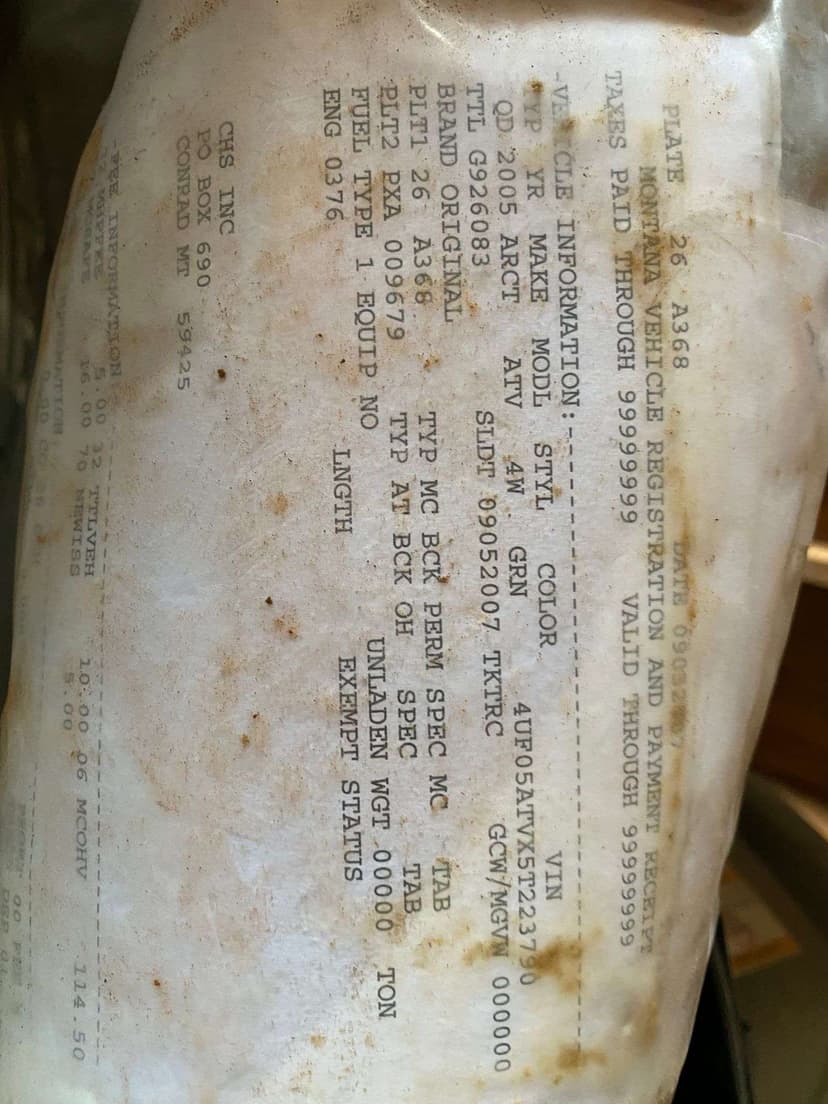 PLATE 26 A368 DATE 09052007
MONTANA VEHICLE REGISTRATION AND PAYMENT RECEIPT
TAXES PAID THROUGH 99999999 VALID THROUGH 99999999
-VEHICLE INFORMATION:-----------------------------
TYP YR MAKE MODL STYL COLOR VIN
QD 2005 ARCT ATV 4W GRN 4UF05ATVX5T223790
TTL G926083 SLDT 09052007 TKTRC GCW/MGVW 000000
BRAND ORIGINAL
PLT1 26 A368 TYP MC BCK PERM SPEC MC TAB
PLT2 PXA 009679 TYP AT BCK OH SPEC TAB
FUEL TYPE 1 EQUIP NO UNLADEN WGT 00000 TON
ENG 0376 LNGTH EXEMPT STATUS
CHS INC
PO BOX 690
CONRAD MT 59425
-FEE INFORMATION
5.00 32 TTLVEH 10.00 06 MCOHV 114.50
16.00 70 NEWISS 5.00